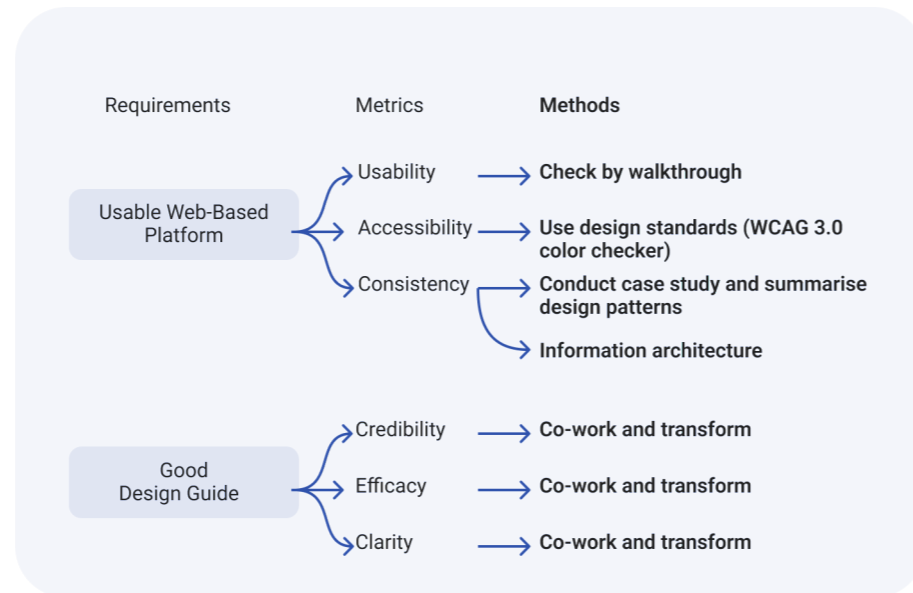 Requirements
Metrics
Methods
Usability
Check by walkthrough
Usable Web-Based
Platform
Accessibility
Use design standards (WCAG 3.0
color checker)
Consistency
Conduct case study and summarise
design patterns
Information architecture
Credibility
Co-work and transform
Good
Design Guide
Efficacy
Co-work and transform
Clarity
Co-work and transform